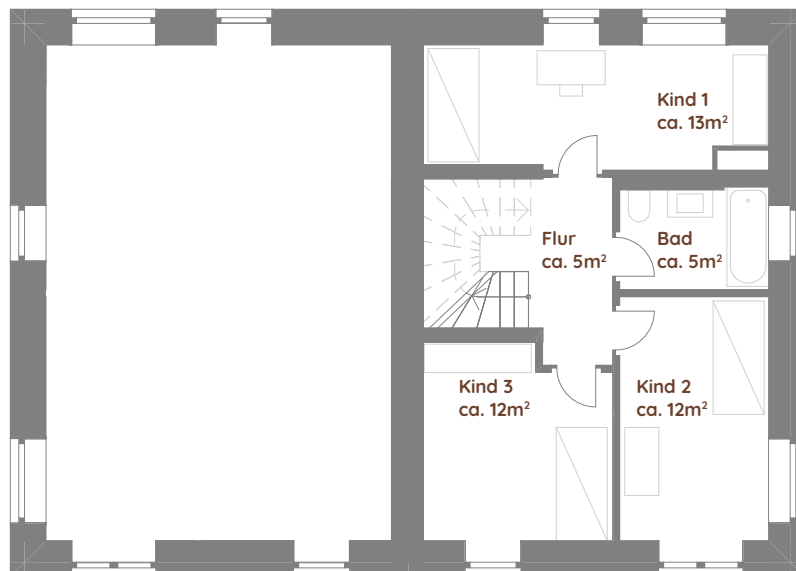 Kind 1
ca. 13m²
Flur
ca. 5m²
Bad
ca. 5m²
Kind 3
ca. 12m²
Kind 2
ca. 12m²